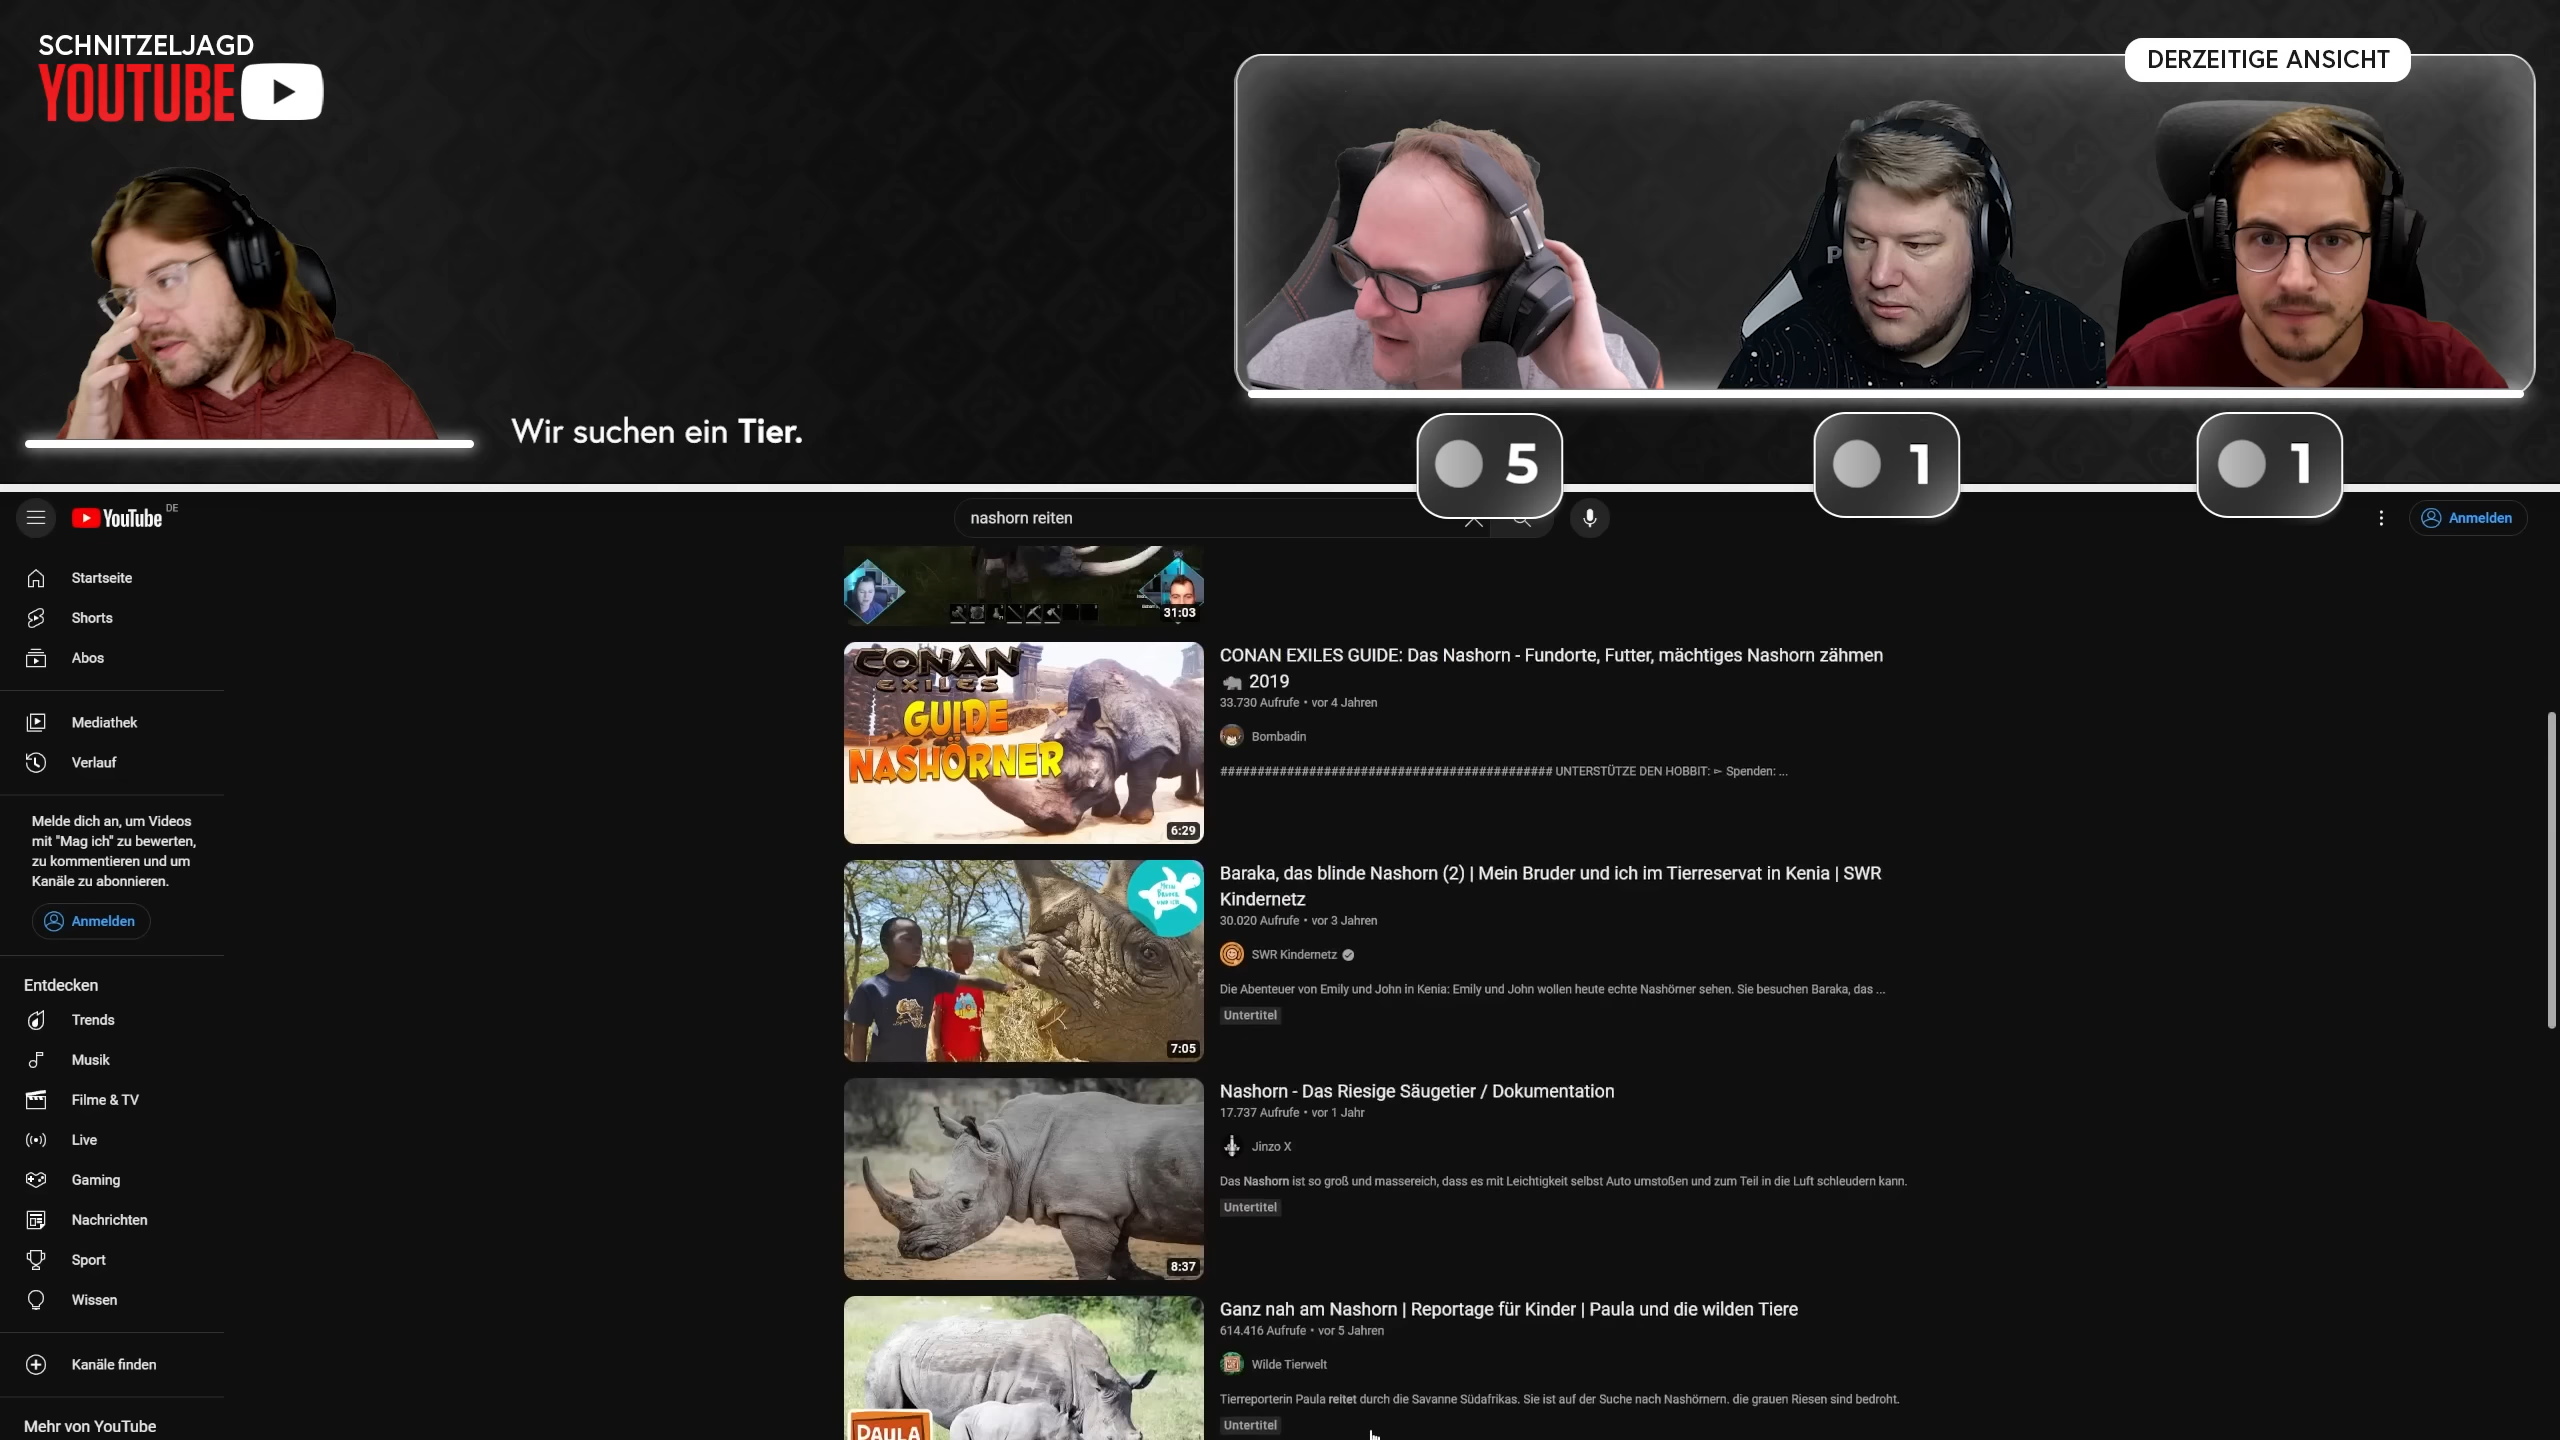 SCHNITZELJAGD
YOUTUBE
DERZEITIGE ANSICHT
Wir suchen ein Tier.
5
1
1
YouTube DE
nashorn reiten
Anmelden
Startseite
Shorts
Abos
Mediathek
Verlauf
Melde dich an, um Videos
mit "Mag ich" zu bewerten,
zu kommentieren und um
Kanäle zu abonnieren.
Anmelden
Entdecken
Trends
Musik
Filme & TV
Live
Gaming
Nachrichten
Sport
Wissen
Kanäle finden
Mehr von YouTube
31:03
CONAN
EXILES
GUIDE
NASHÖRNER
6:29
CONAN EXILES GUIDE: Das Nashorn - Fundorte, Futter, mächtiges Nashorn zähmen
🦏 2019
33.730 Aufrufe • vor 4 Jahren
Bombadin
############################################# UNTERSTÜTZE DEN HOBBIT: ► Spenden: ...
7:05
Baraka, das blinde Nashorn (2) | Mein Bruder und ich im Tierreservat in Kenia | SWR
Kindernetz
30.020 Aufrufe • vor 3 Jahren
SWR Kindernetz
Die Abenteuer von Emily und John in Kenia: Emily und John wollen heute echte Nashörner sehen. Sie besuchen Baraka, das ...
Untertitel
8:37
Nashorn - Das Riesige Säugetier / Dokumentation
17.737 Aufrufe • vor 1 Jahr
Jinzo X
Das Nashorn ist so groß und massereich, dass es mit Leichtigkeit selbst Auto umstoßen und zum Teil in die Luft schleudern kann.
Untertitel
PAULA
Ganz nah am Nashorn | Reportage für Kinder | Paula und die wilden Tiere
614.416 Aufrufe • vor 5 Jahren
Wilde Tierwelt
Tierreporterin Paula reitet durch die Savanne Südafrikas. Sie ist auf der Suche nach Nashörnern. die grauen Riesen sind bedroht.
Untertitel